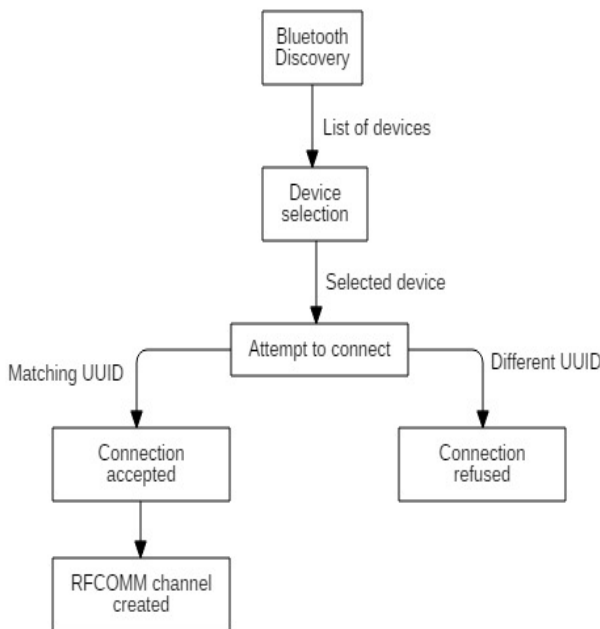 Bluetooth
Discovery
List of devices
Device
selection
Selected device
Attempt to connect
Matching UUID
Different UUID
Connection
accepted
Connection
refused
RFCOMM channel
created